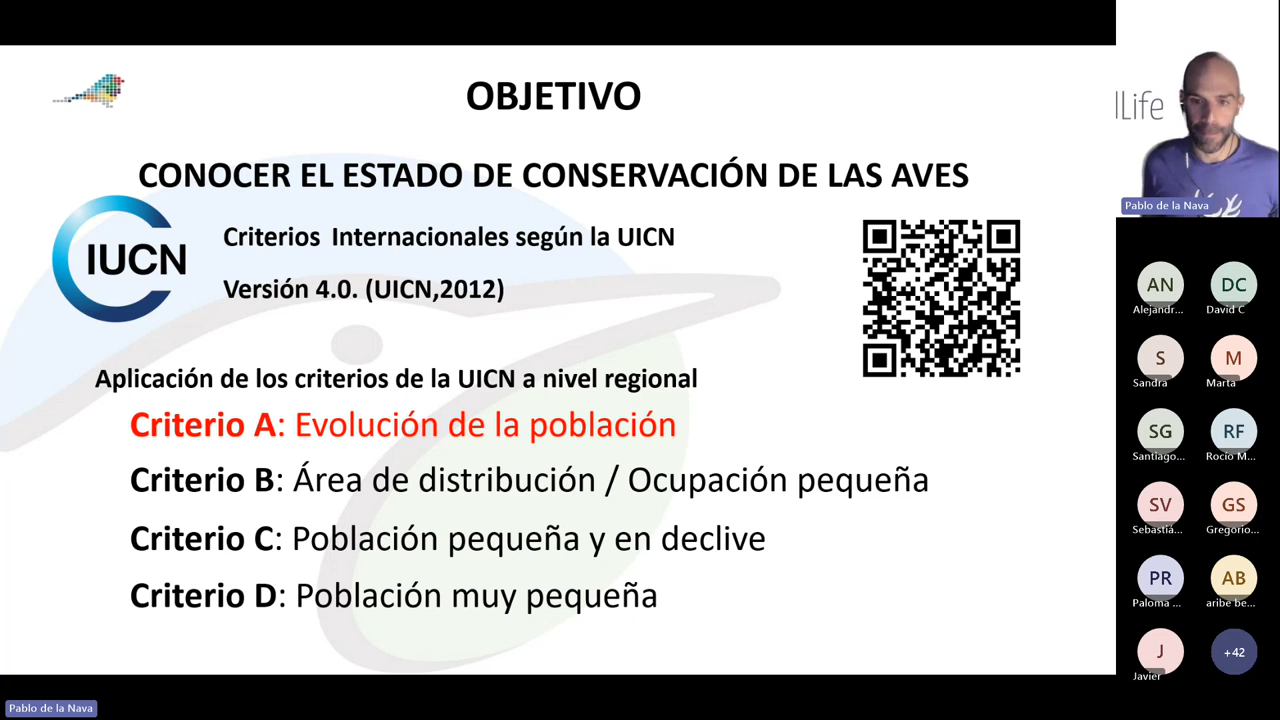 OBJETIVO
CONOCER EL ESTADO DE CONSERVACIÓN DE LAS AVES
IUCN
Criterios Internacionales según la UICN
Versión 4.0. (UICN,2012)
Aplicación de los criterios de la UICN a nivel regional
Criterio A: Evolución de la población
Criterio B: Área de distribución / Ocupación pequeña
Criterio C: Población pequeña y en declive
Criterio D: Población muy pequeña
Life
Pablo de la Nava
AN DC
Alejandr... David C
S M
Sandra Marta
SG RF
Santiago... Rocío M...
SV GS
Sebastiá... Gregorio...
PR AB
Paloma ... aribe be...
J +42
Javier
Pablo de la Nava